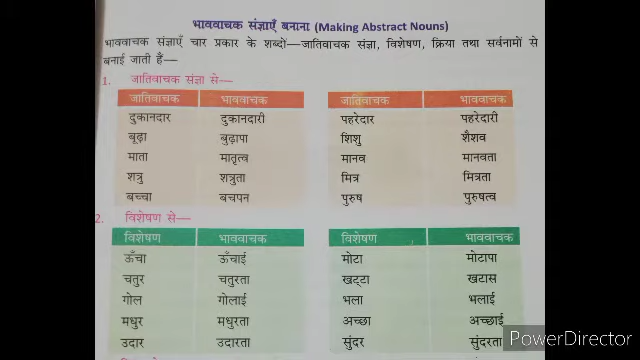 भाववाचक संज्ञाएँ बनाना (Making Abstract Nouns)
भाववाचक संज्ञाएँ चार प्रकार के शब्दों—जातिवाचक संज्ञा, विशेषण, क्रिया तथा सर्वनामों से
बनाई जाती हैं—
1. जातिवाचक संज्ञा से—
जातिवाचक भाववाचक जातिवाचक भाववाचक
दुकानदार दुकानदारी पहरेदार पहरेदारी
बूढ़ा बुढ़ापा शिशु शैशव
माता मातृत्व मानव मानवता
शत्रु शत्रुता मित्र मित्रता
बच्चा बचपन पुरुष पुरुषत्व
2. विशेषण से—
विशेषण भाववाचक विशेषण भाववाचक
ऊँचा ऊँचाई मोटा मोटापा
चतुर चतुरता खट्टा खटास
गोल गोलाई भला भलाई
मधुर मधुरता अच्छा अच्छाई
उदार उदारता सुंदर सुंदरता
PowerDirector